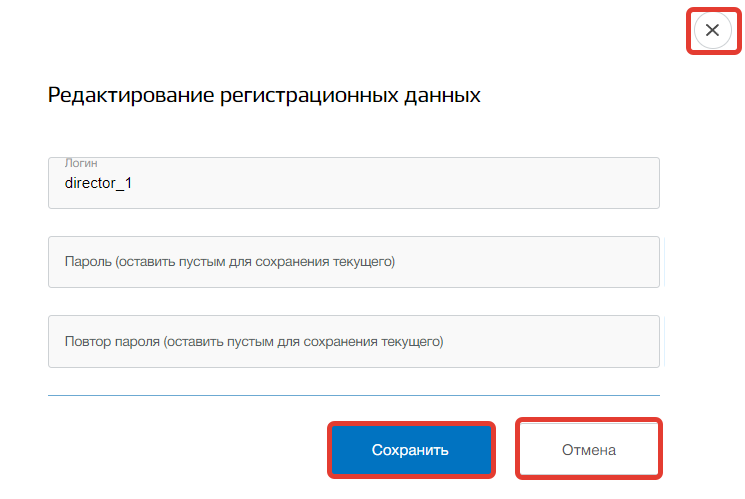 Редактирование регистрационных данных
Логин
director_1
Пароль (оставить пустым для сохранения текущего)
Повтор пароля (оставить пустым для сохранения текущего)
Сохранить
Отмена